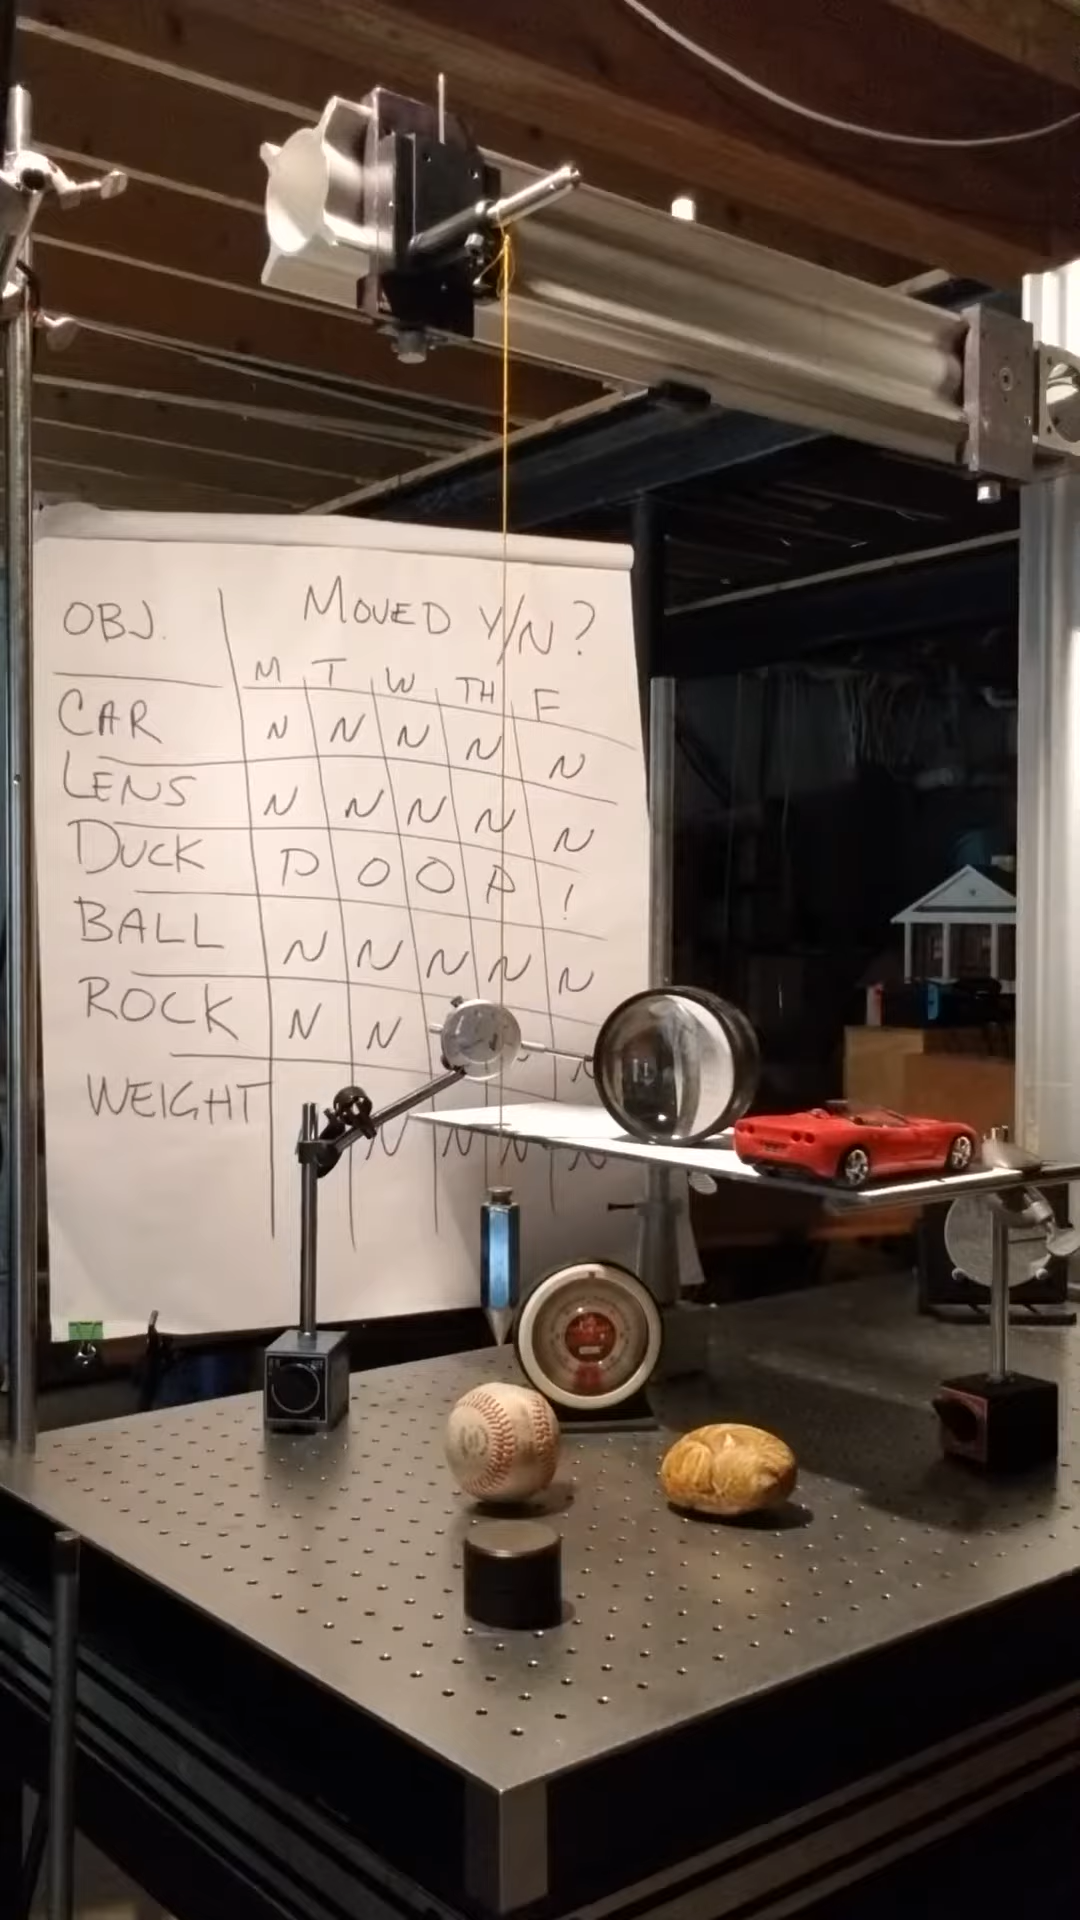 OBJ. MOVED Y/N ?
M T W TH F
CAR N N N N N
LENS N N N N N
DUCK P O O P !
BALL N N N N N
ROCK N N N
WEIGHT N N N N